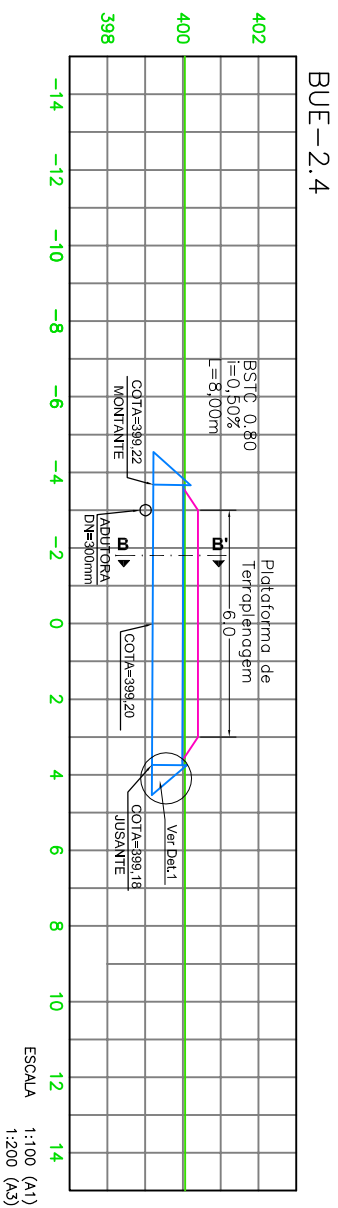 BUE-2.4
402
400
398
-14
-12
-10
-8
-6
-4
-2
0
2
4
6
8
10
12
14
BSTC 0.80
i=0,50%
L=8,00m
Plataforma de
Terraplenagem
6.0
B
B'
COTA=399,22
MONTANTE
ADUTORA
DN=300mm
COTA=399,20
COTA=399,18
JUSANTE
Ver Det.1
ESCALA 1:100 (A1)
1:200 (A3)